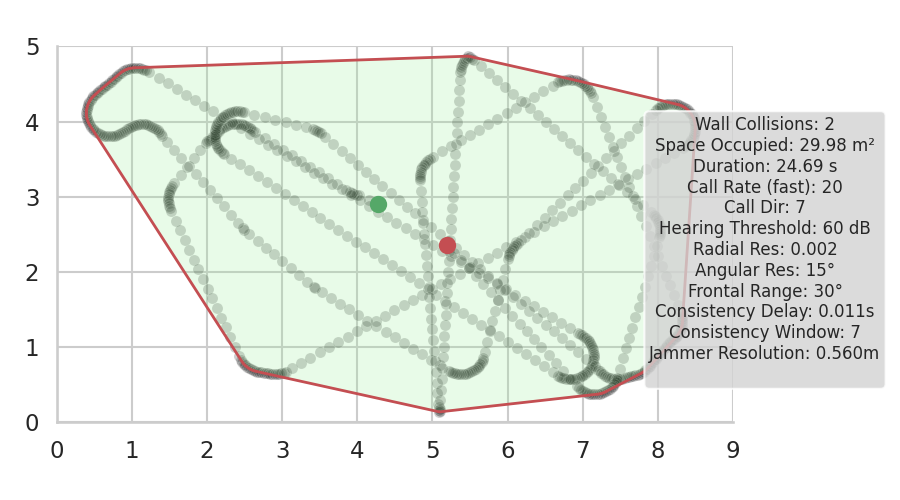 5
4
3
2
1
0
0 1 2 3 4 5 6 7 8 9
Wall Collisions: 2
Space Occupied: 29.98 m²
Duration: 24.69 s
Call Rate (fast): 20
Call Dir: 7
Hearing Threshold: 60 dB
Radial Res: 0.002
Angular Res: 15°
Frontal Range: 30°
Consistency Delay: 0.011s
Consistency Window: 7
Jammer Resolution: 0.560m